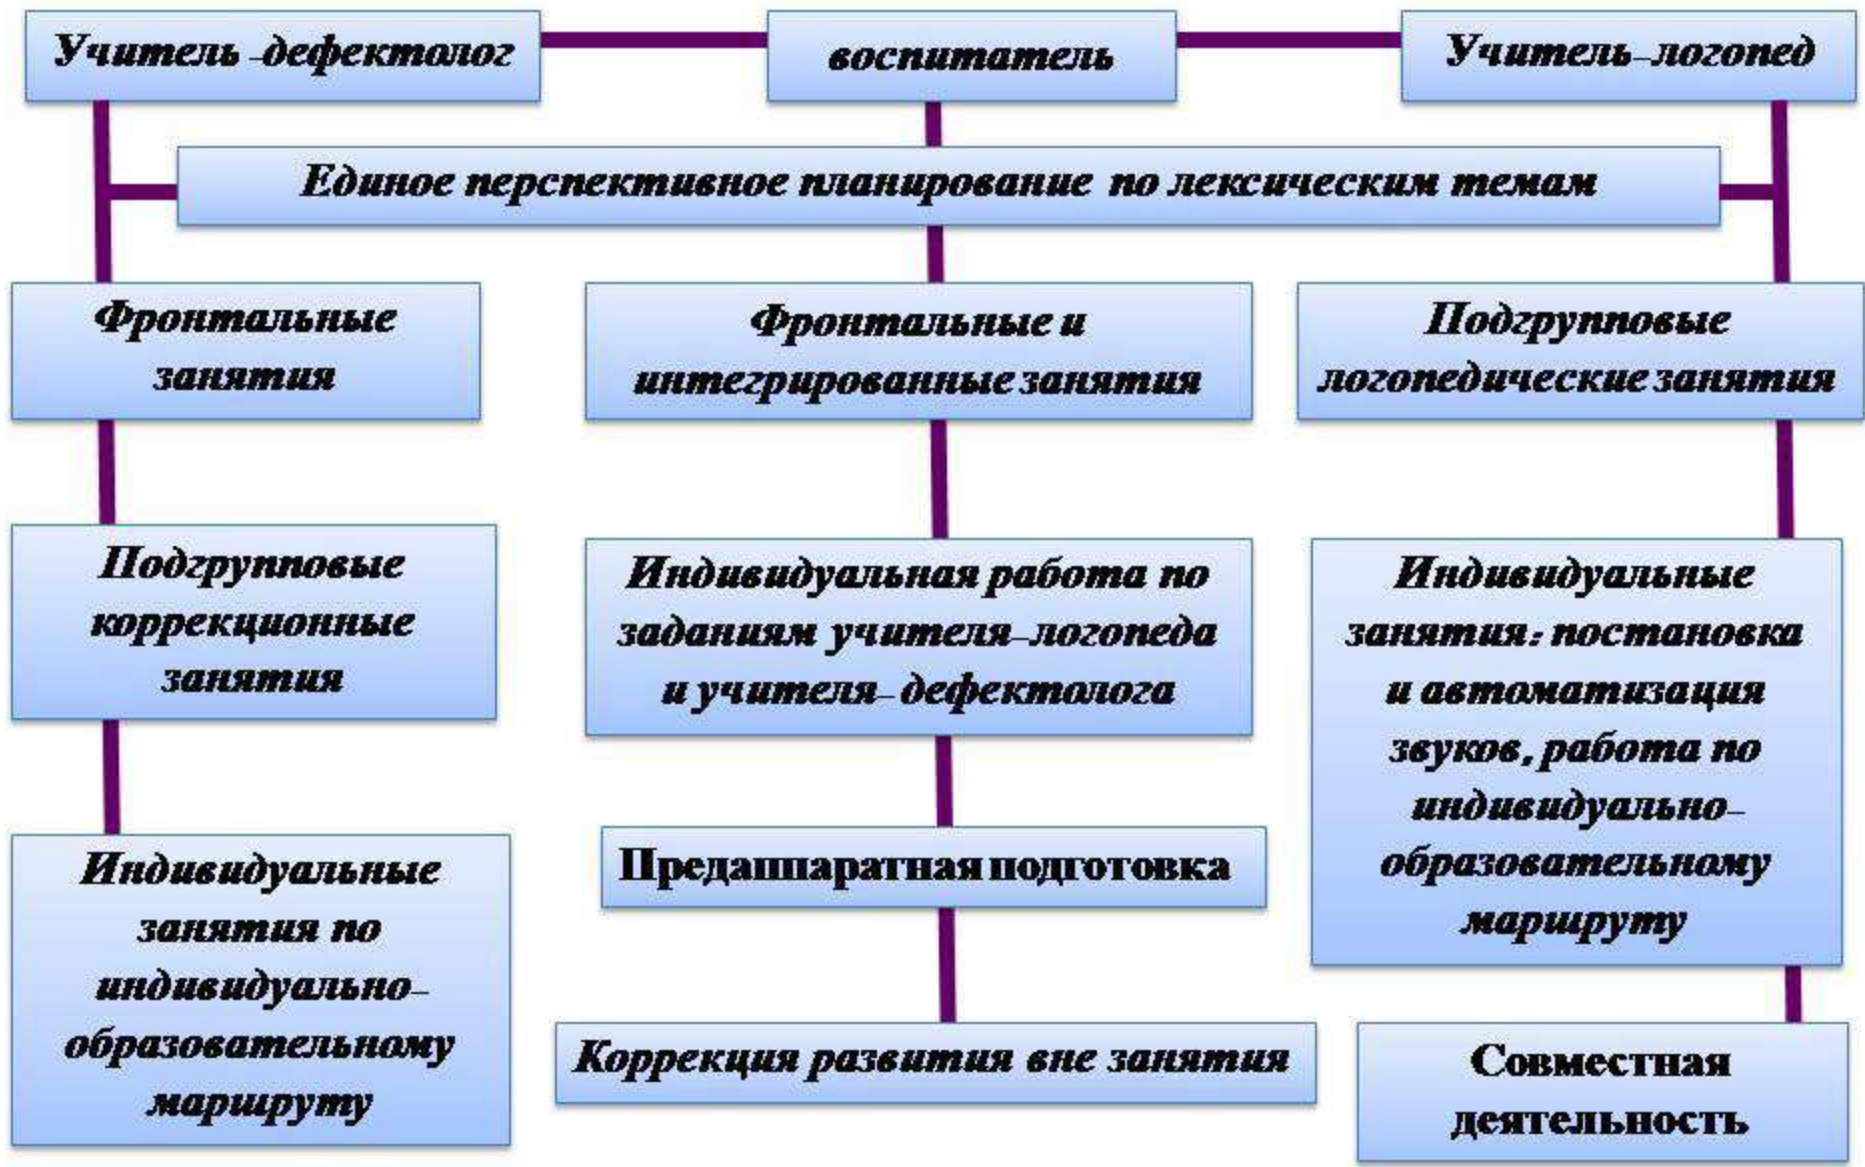 Учитель-дефектолог
воспитатель
Учитель-логопед
Единое перспективное планирование по лексическим темам
Фронтальные
занятия
Фронтальные и
интегрированные занятия
Подгрупповые
логопедические занятия
Подгрупповые
коррекционные
занятия
Индивидуальная работа по
заданиям учителя-логопеда
и учителя-дефектолога
Индивидуальные
занятия: постановка
и автоматизация
звуков, работа по
индивидуально-
образовательному
маршруту
Индивидуальные
занятия по
индивидуально-
образовательному
маршруту
Предаппаратная подготовка
Коррекция развития вне занятия
Совместная
деятельность